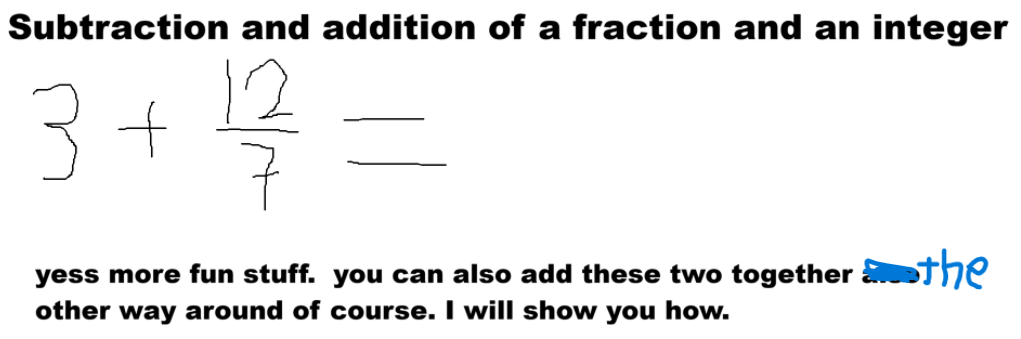 Subtraction and addition of a fraction and an integer
3 + 12/7 =
yess more fun stuff. you can also add these two together the
other way around of course. I will show you how.